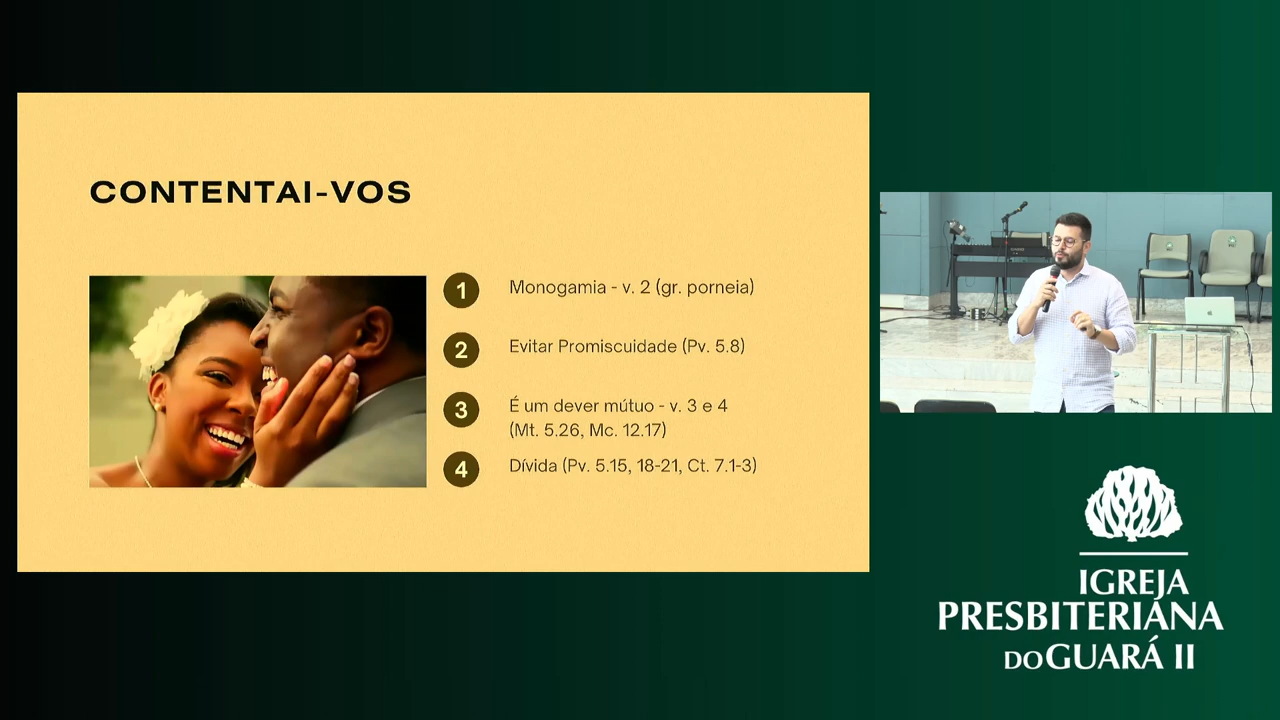 CONTENTAI-VOS
1 Monogamia - v. 2 (gr. porneia)
2 Evitar Promiscuidade (Pv. 5.8)
3 É um dever mútuo - v. 3 e 4
(Mt. 5.26, Mc. 12.17)
4 Dívida (Pv. 5.15, 18-21, Ct. 7.1-3)
IGREJA
PRESBITERIANA
DO GUARÁ II